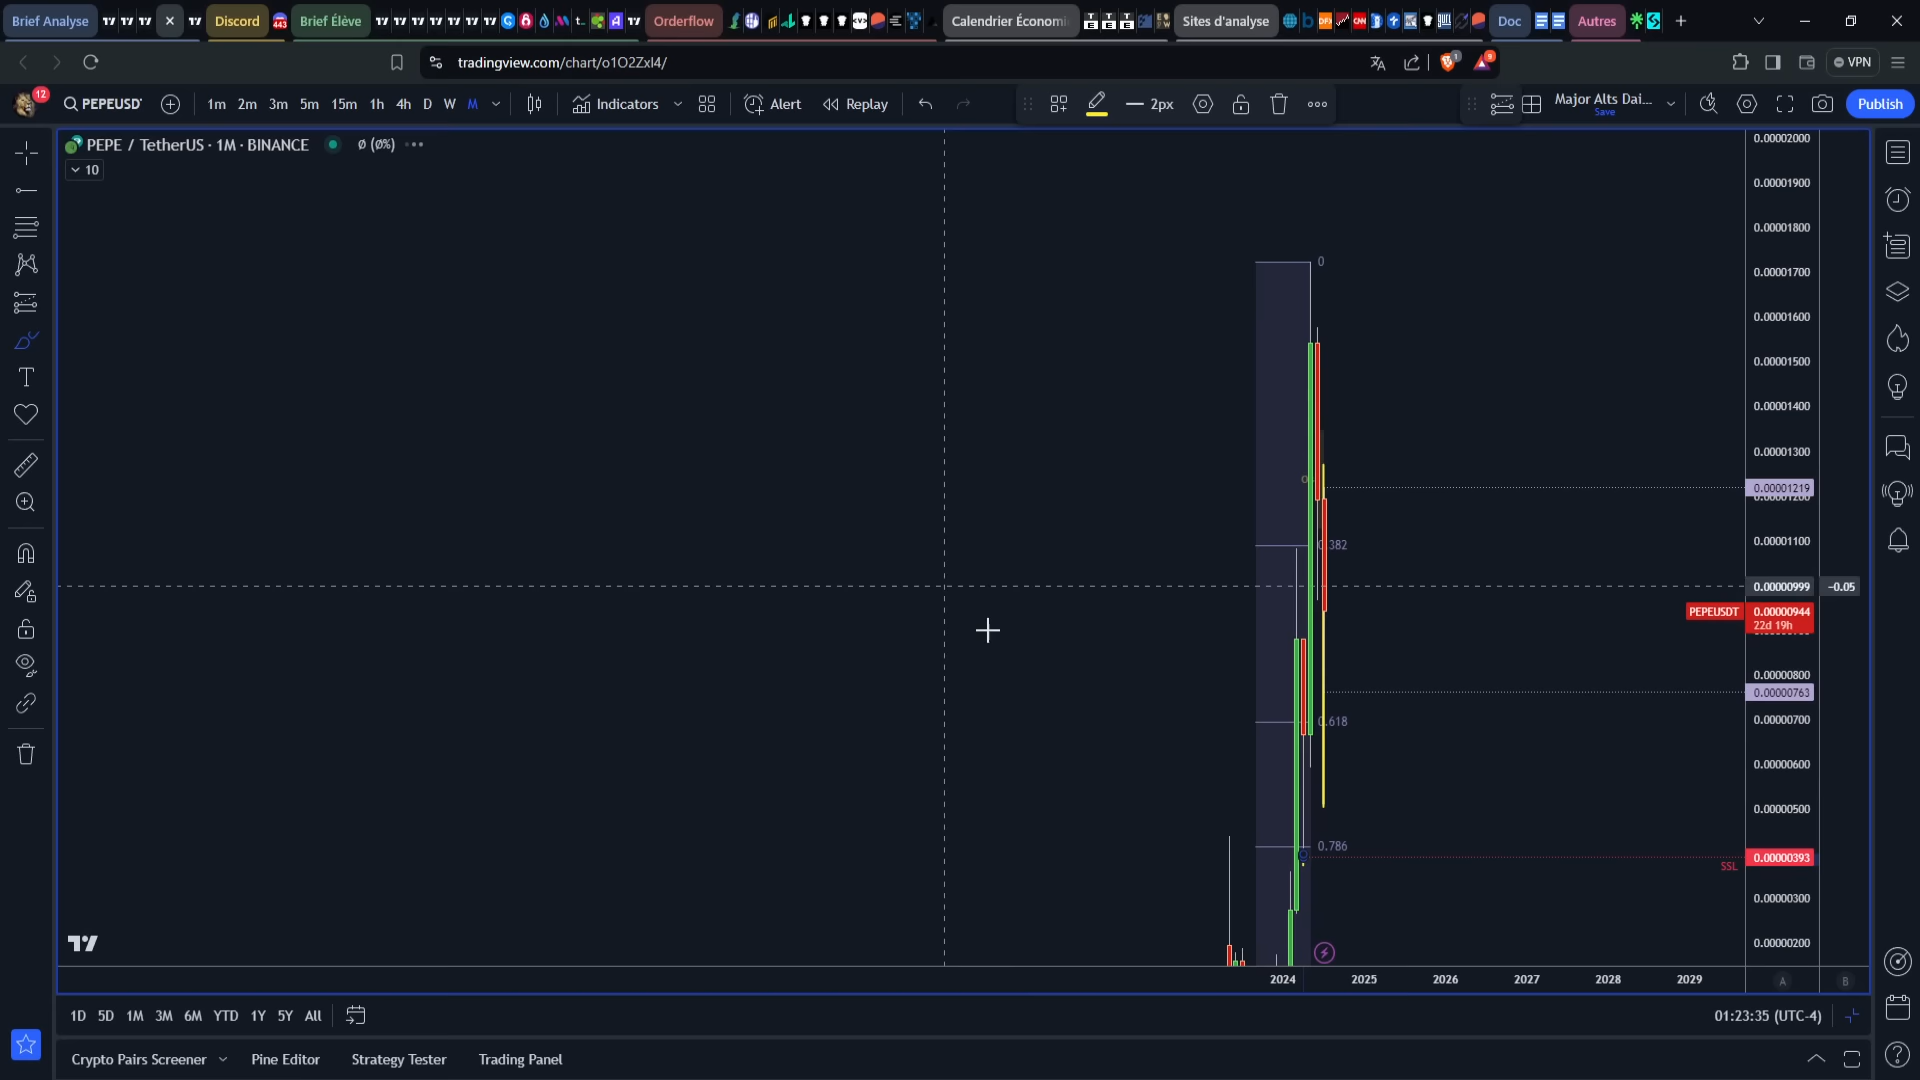 Brief Analyse
Discord
443
Brief Élève
Orderflow
Calendrier Économi
Sites d'analyse
Doc
Autres
tradingview.com/chart/o1O2Zxl4/
1
9
VPN
12
PEPEUSD
1m 2m 3m 5m 15m 1h 4h D W M
Indicators
Alert
Replay
2px
Major Alts Dai...
Save
Publish
PEPE / TetherUS · 1M · BINANCE
Ø (Ø%)
10
0.00002000
0.00001900
0.00001800
0.00001700
0.00001600
0.00001500
0.00001400
0.00001300
0.00001219
0.00001200
0.00001100
0.00000999
-0.05
PEPEUSDT 0.00000944
22d 19h
0.00000800
0.00000763
0.00000700
0.00000600
0.00000500
SSL
0.00000393
0.00000300
0.00000200
0
0.382
0.618
0.786
2024 2025 2026 2027 2028 2029
A B
1D 5D 1M 3M 6M YTD 1Y 5Y All
01:23:35 (UTC-4)
Crypto Pairs Screener
Pine Editor
Strategy Tester
Trading Panel